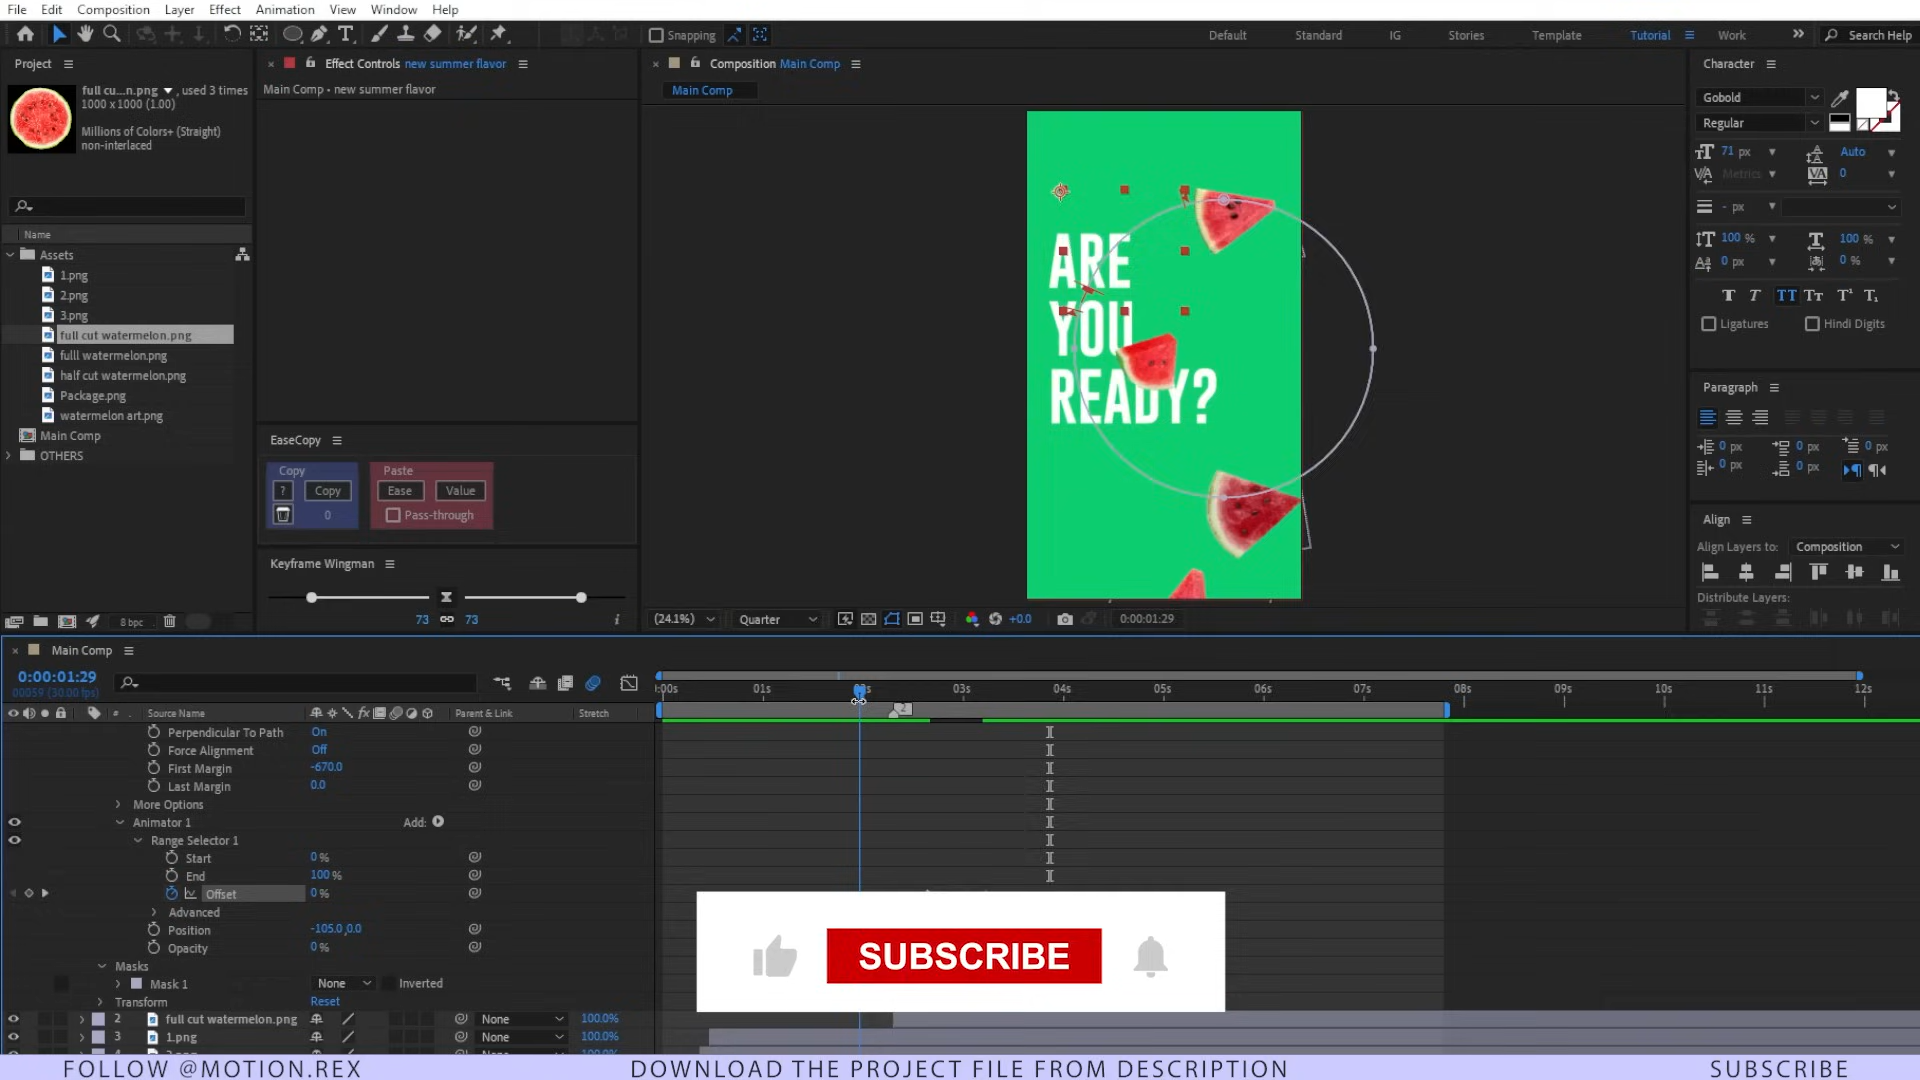 File Edit Composition Layer Effect Animation View Window Help
Snapping Default Standard IG Stories Template Tutorial Work Search Help
Project
full cu...n.png , used 3 times
1000 x 1000 (1.00)
Millions of Colors+ (Straight)
non-interlaced
Name
Assets
1.png
2.png
3.png
full cut watermelon.png
fulll watermelon.png
half cut watermelon.png
Package.png
watermelon art.png
Main Comp
OTHERS
8 bpc
Effect Controls new summer flavor
Main Comp • new summer flavor
EaseCopy
Copy Paste
? Copy Ease Value
0 Pass-through
Keyframe Wingman
73 73
Composition Main Comp
Main Comp
ARE
YOU
READY?
(24.1%) Quarter +0.0 0:00:01:29
Character
Gobold
Regular
71 px Auto
Metrics 0
- px
100 % 100 %
0 px 0 %
Ligatures Hindi Digits
Paragraph
0 px 0 px 0 px
0 px 0 px
Align
Align Layers to: Composition
Distribute Layers:
Main Comp
0:00:01:29
00059 (30.00 fps)
Source Name Parent & Link Stretch
01s 03s 04s 05s 06s 07s 08s 09s 10s 11s 12s
2
Perpendicular To Path On
Force Alignment Off
First Margin -670.0
Last Margin 0.0
More Options
Animator 1 Add:
Range Selector 1
Start 0 %
End 100 %
Offset 0 %
Advanced
Position -105.0,0.0
Opacity 0 %
Masks
Mask 1 None Inverted
Transform Reset
2 full cut watermelon.png None 100.0%
3 1.png None 100.0%
SUBSCRIBE
FOLLOW @MOTION.REX DOWNLOAD THE PROJECT FILE FROM DESCRIPTION SUBSCRIBE